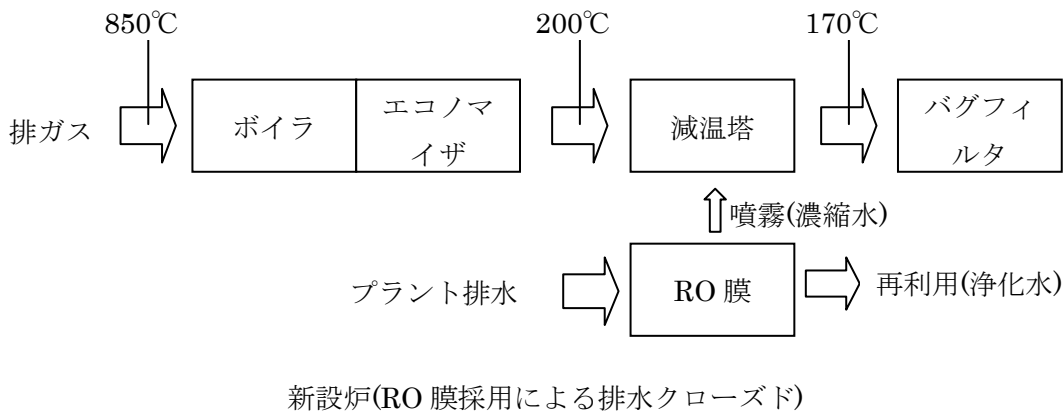 850℃
200℃
170℃
排ガス
ボイラ
エコノマ
イザ
減温塔
バグフィ
ルタ
噴霧(濃縮水)
プラント排水
RO 膜
再利用(浄化水)
新設炉(RO 膜採用による排水クローズド)